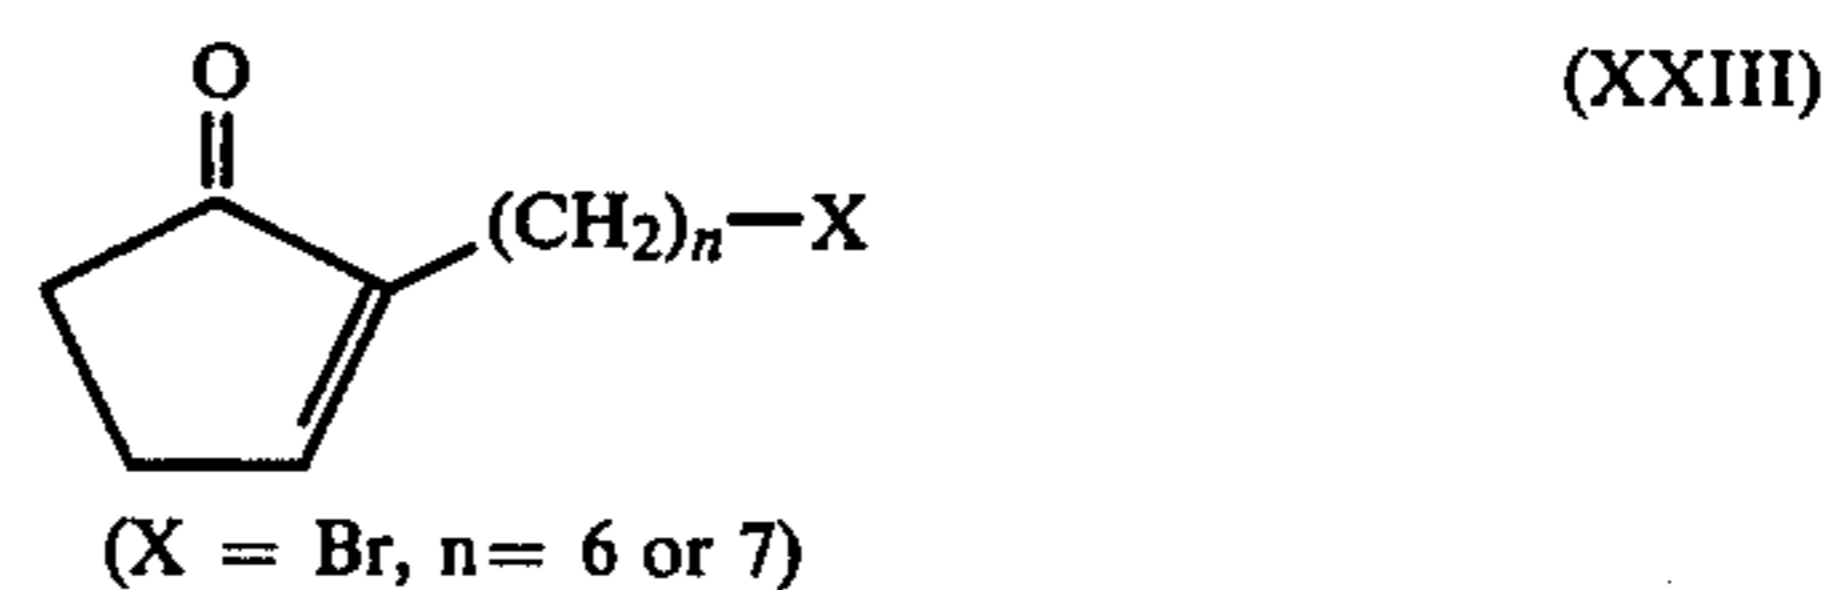 O
(XXIII)
(CH2)n—X
(X = Br, n= 6 or 7)